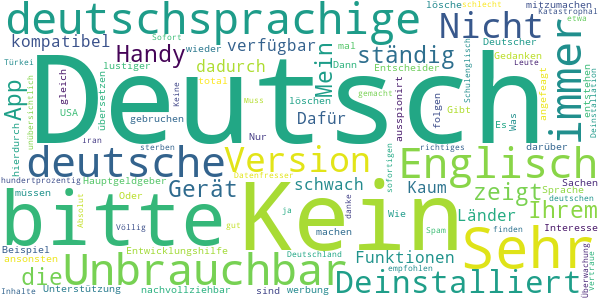 deutschsprachige
Nicht
lösche
schlecht
mitzumachen
Katastrophal
etwa
kompatibel
Sofort
wieder
verfügbar
Deutscher
Türkei
lustiger
Handy
Mein
mal
ständig
Gedanken
Dann
Entscheider
Leute
immer
App
gleich
übersetzen
dadurch
total
Keine
löschen
Gibt
angefragt
entstehen
Deinstallation
unübersichtlich
USA
gebruchen
muss
Dafür
gemacht
ausspioniert
folgen
Schulenglisch
Es
Was
hierdurch
Iran
sterben
Nur
richtiges
darüber
Deutsch
deutsche
Version
Englisch
hundertprozentig
Hauptgeldgeber
Datenfresser
sofortigen
Sprache
Sachen
müssen
Absolut
Oder
Gerät
schwach
Kaum
zeigt
deutschen
Ihrem
bitte
Kein
ja
danke
Wie
Länder
Völlig
gut
machen
Spam
finden
Interesse
Beispiel
Entwicklungshilfe
Sehr
ansonsten
die
Unbrauchbar
Deutschland
Funktionen
empfohlen
Überwachung
vertraue
Inhalte
Unterstützung
nachvollziehbar
sind
werbung
Deinstalliert